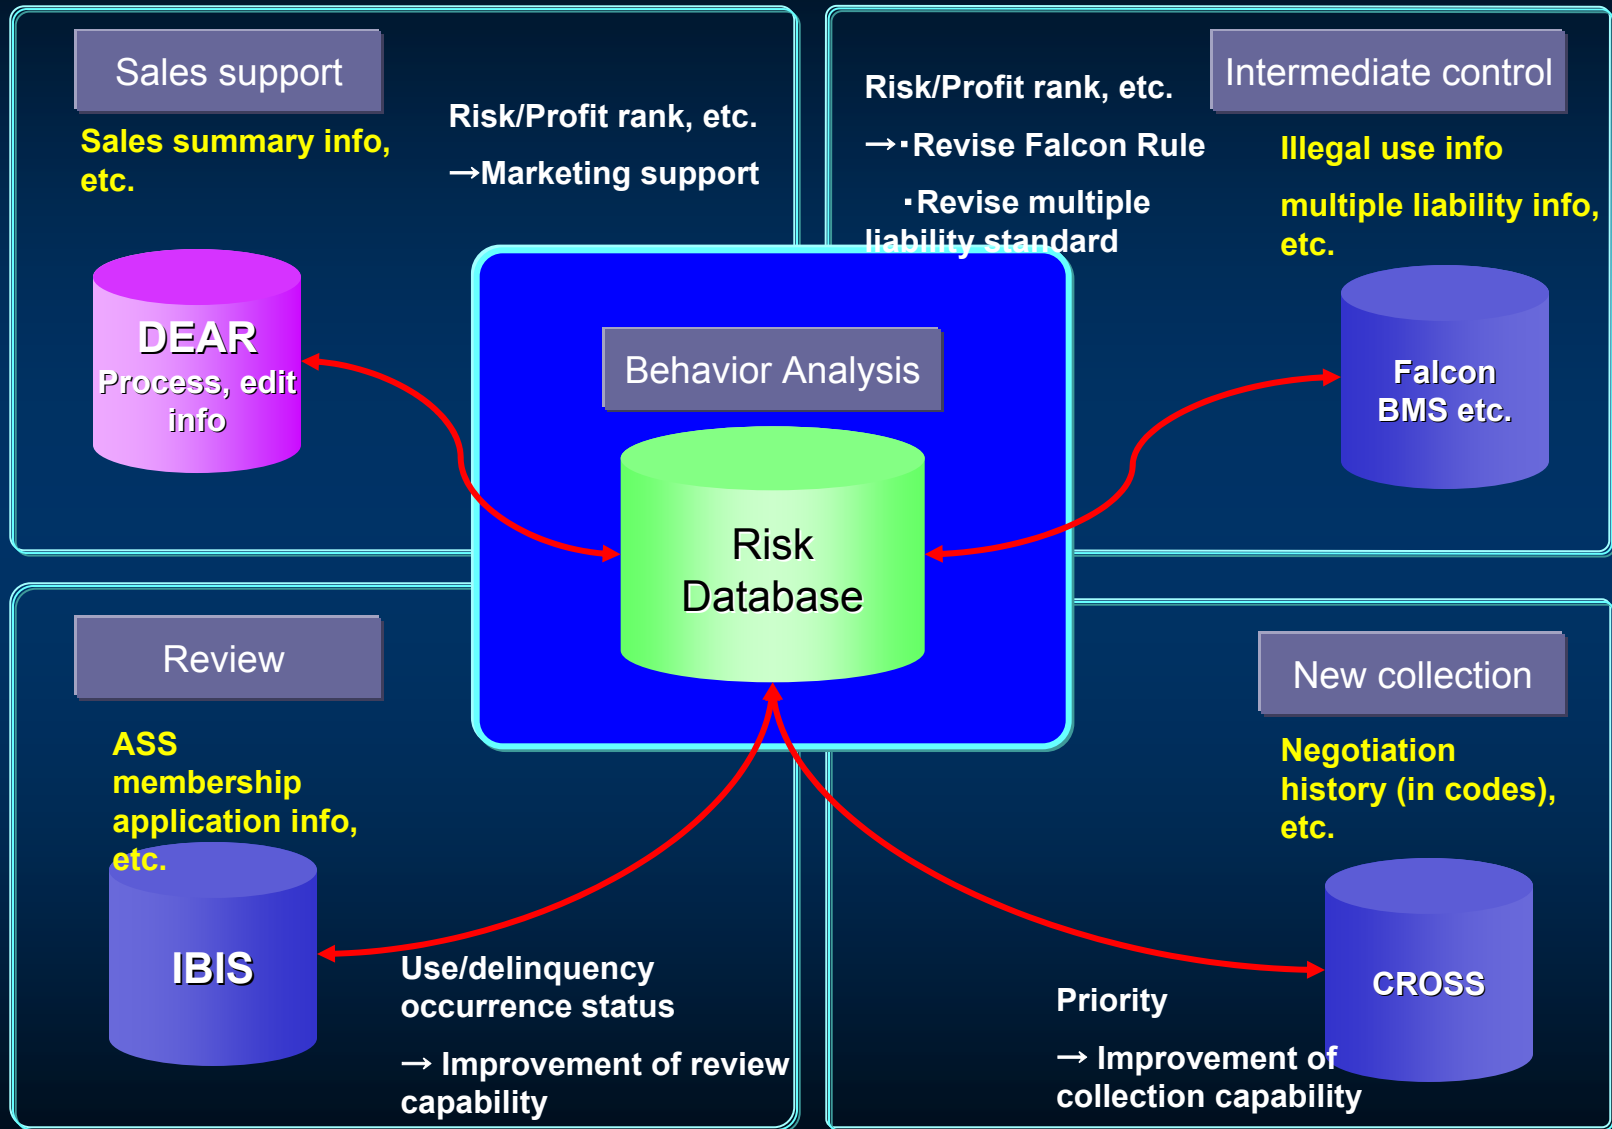 Sales support
Sales summary info,
etc.
Risk/Profit rank, etc.
→Marketing support
DEAR
Process, edit
info
Intermediate control
Risk/Profit rank, etc.
→▪Revise Falcon Rule
▪Revise multiple
liability standard
Illegal use info
multiple liability info,
etc.
Falcon
BMS etc.
Behavior Analysis
Risk
Database
Review
ASS
membership
application info,
etc.
IBIS
Use/delinquency
occurrence status
→ Improvement of review
capability
New collection
Negotiation
history (in codes),
etc.
CROSS
Priority
→ Improvement of
collection capability